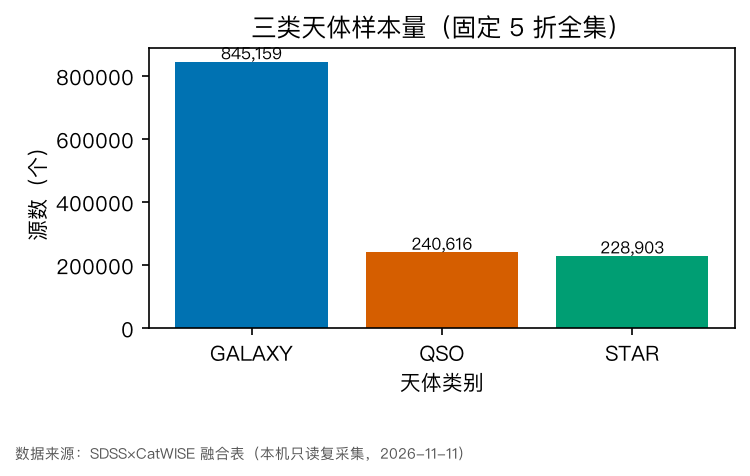 三类天体样本量（固定 5 折全集）
845,159
800000
600000
400000
200000
0
源数（个）
240,616
228,903
GALAXY
QSO
STAR
天体类别
数据来源：SDSS×CatWISE 融合表（本机只读复采集，2026–11–11）